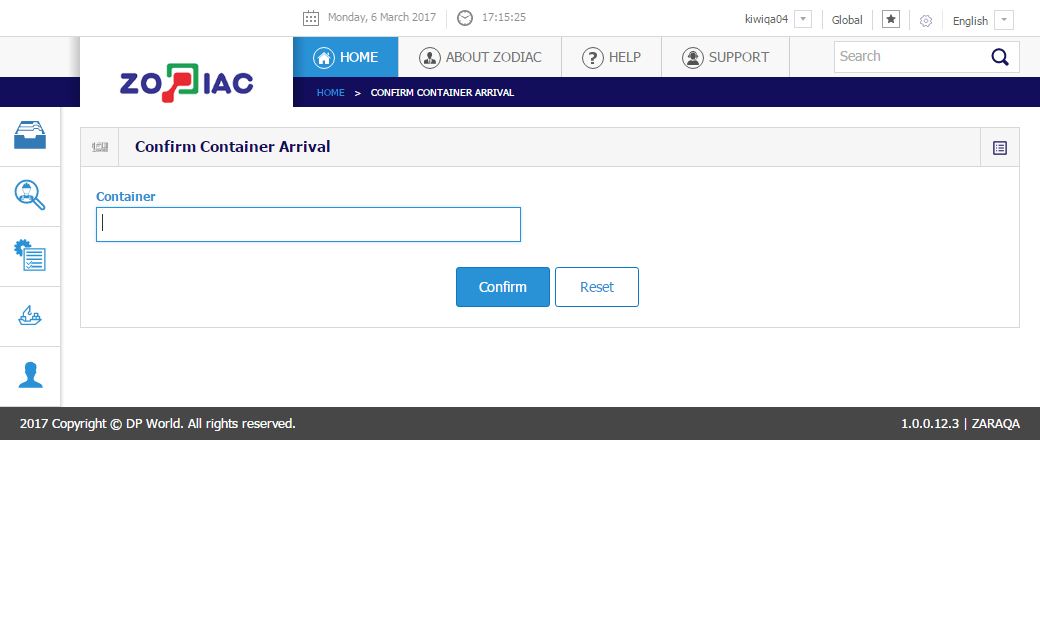 Monday, 6 March 2017 17:15:25 kiwiqa04 Global English
ZODIAC
HOME ABOUT ZODIAC ? HELP SUPPORT Search
HOME > CONFIRM CONTAINER ARRIVAL
Confirm Container Arrival
Container
Confirm Reset
2017 Copyright © DP World. All rights reserved. 1.0.0.12.3 | ZARAQA